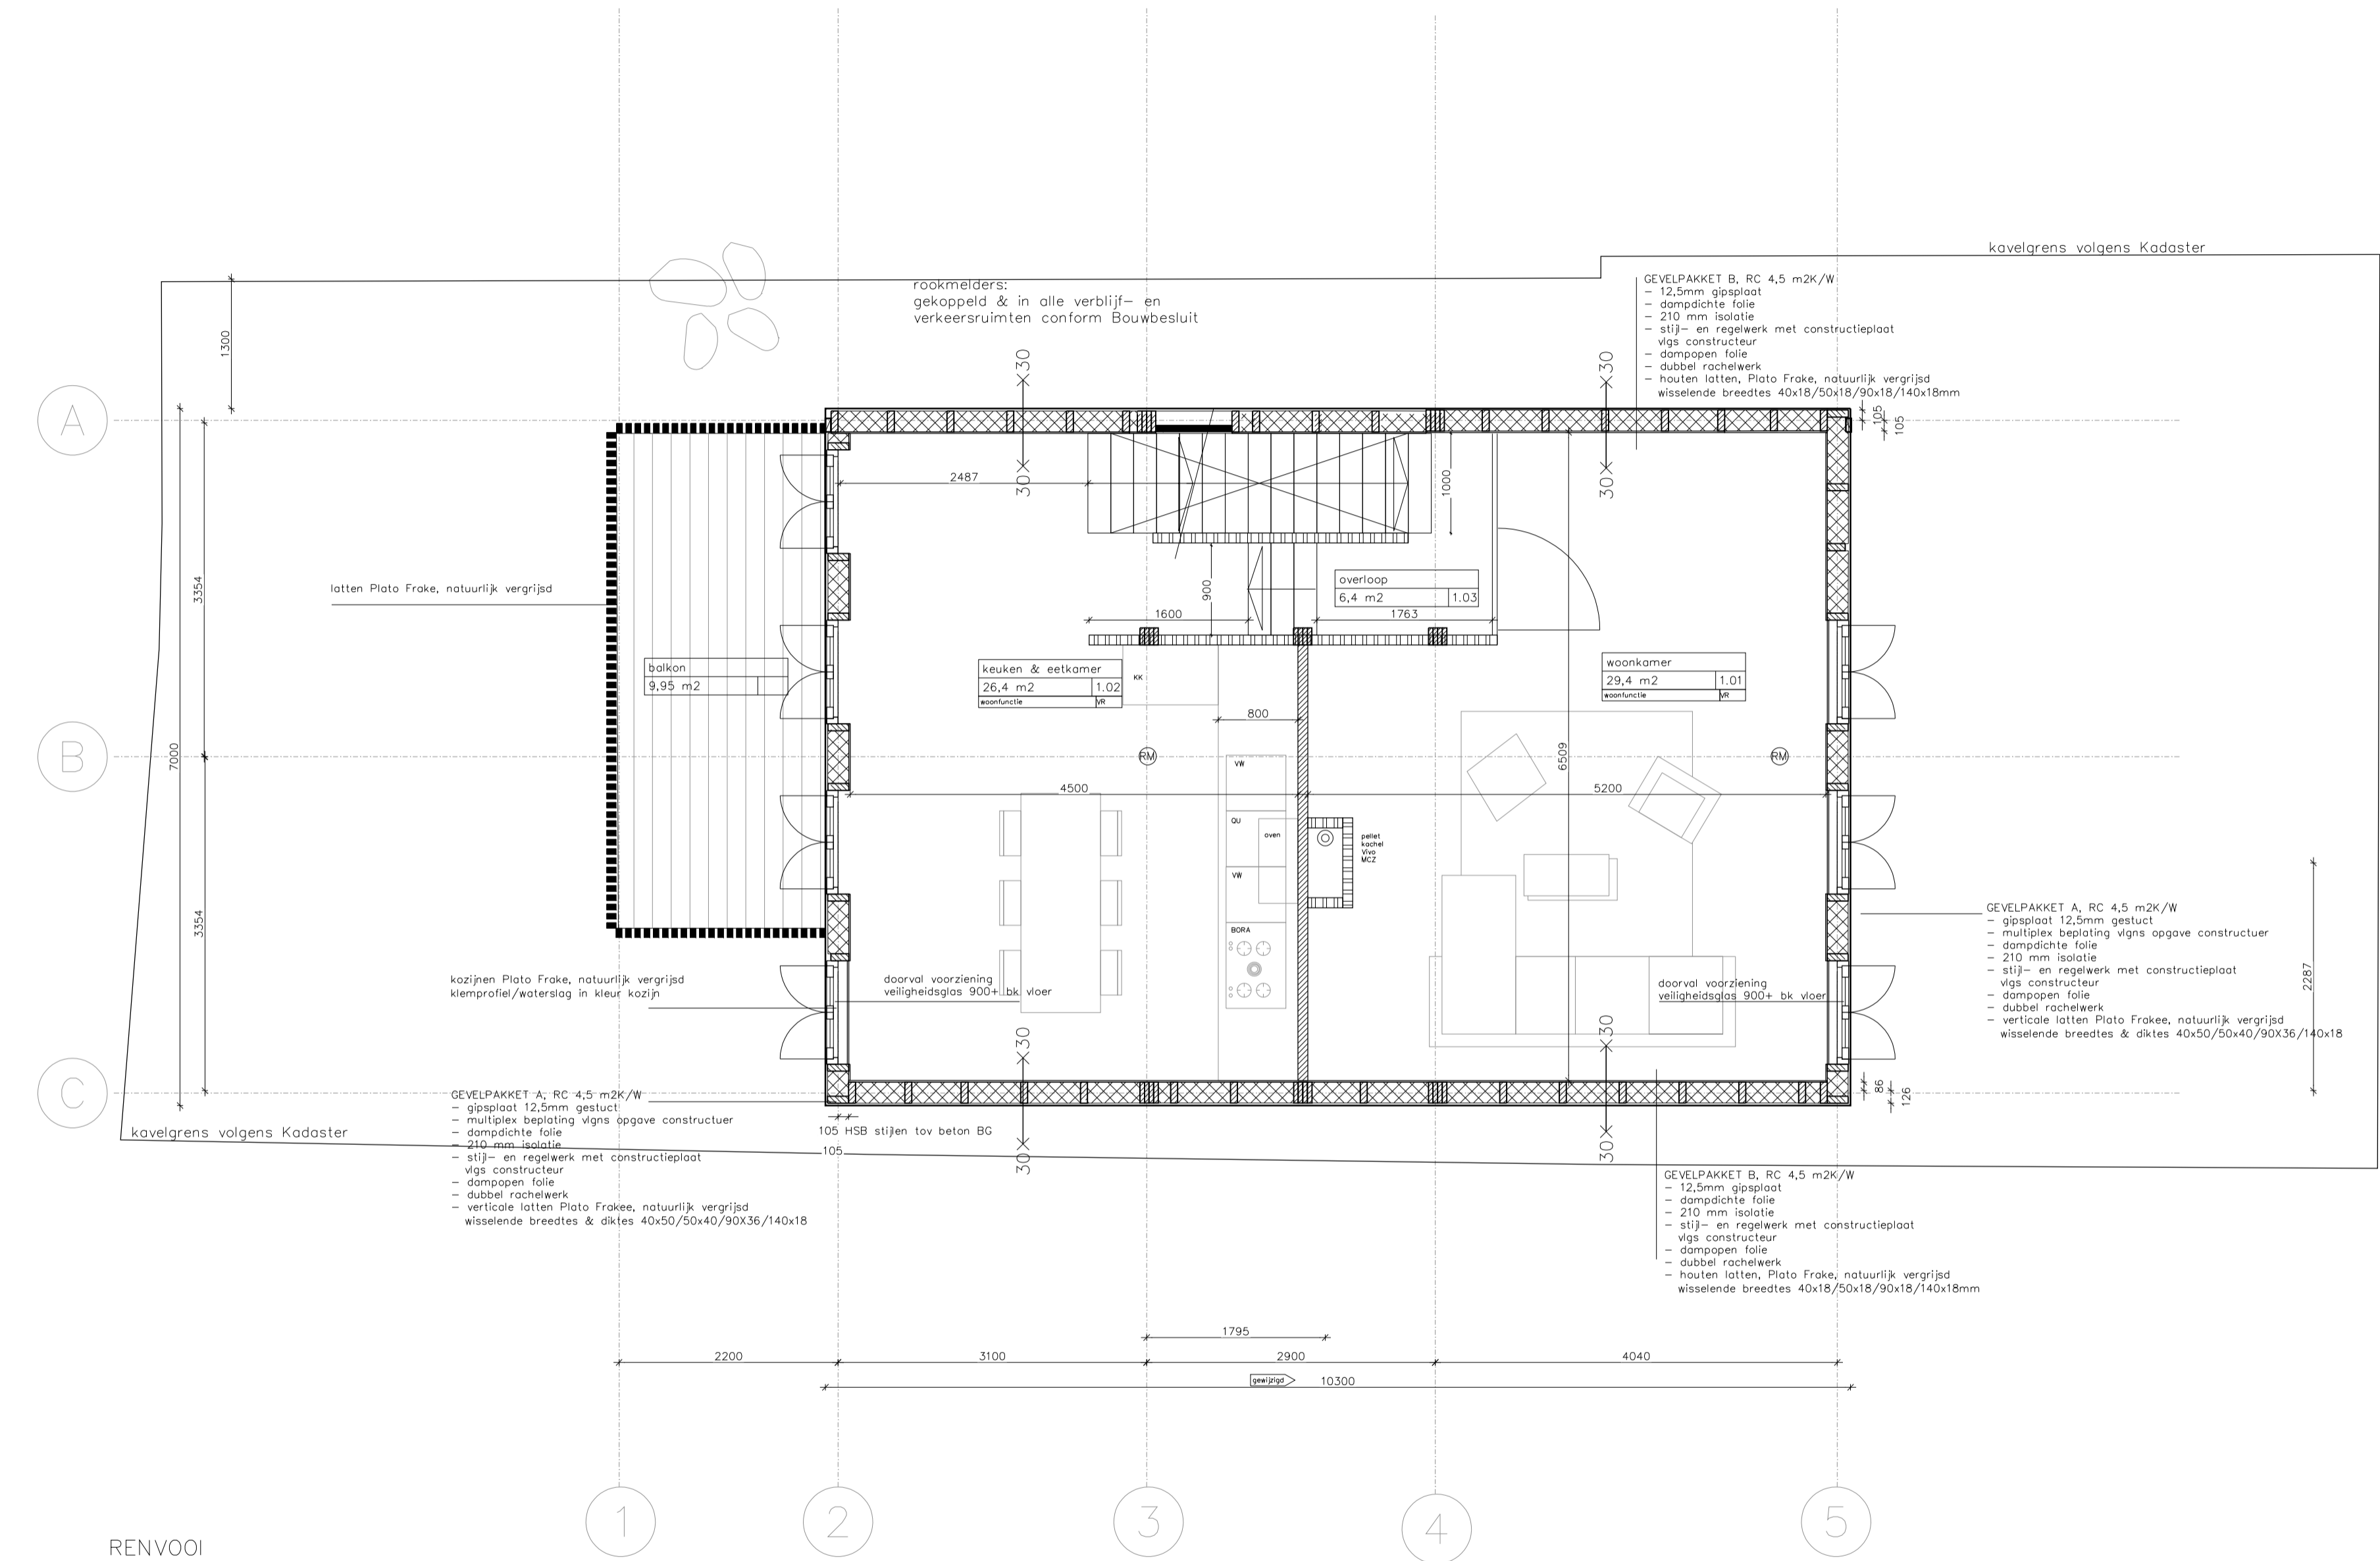 kavelgrens volgens Kadaster
rookmelders:
gekoppeld & in alle verblijf- en
verkeersruimten conform Bouwbesluit
GEVELPAKKET B, RC 4,5 m2K/W
- 12,5mm gipsplaat
- dampdichte folie
- 210 mm isolatie
- stijl- en regelwerk met constructieplaat
vlgs constructeur
- dampopen folie
- dubbel rachelwerk
- houten latten, Plato Frake, natuurlijk vergrijsd
wisselende breedtes 40x18/50x18/90x18/140x18mm
1300
30
30
A
105
105
2487
30
30
1000
3354
latten Plato Frake, natuurlijk vergrijsd
900
overloop
6,4 m2 1.03
1600
1763
balkon
9,95 m2
keuken & eetkamer
26,4 m2 1.02
woonfunctie VR
KK
woonkamer
29,4 m2 1.01
woonfunctie VR
800
B
7000
RM
6509
RM
VW
4500
5200
QU
oven
pellet
kachel
Vivo
MCZ
VW
3354
BORA
GEVELPAKKET A, RC 4,5 m2K/W
- gipsplaat 12,5mm gestuct
- multiplex beplating vlgns opgave constructuer
- dampdichte folie
- 210 mm isolatie
- stijl- en regelwerk met constructieplaat
vlgs constructeur
- dampopen folie
- dubbel rachelwerk
- verticale latten Plato Frakee, natuurlijk vergrijsd
wisselende breedtes & diktes 40x50/50x40/90X36/140x18
2287
kozijnen Plato Frake, natuurlijk vergrijsd
klemprofiel/waterslag in kleur kozijn
doorval voorziening
veiligheidsglas 900+ bk vloer
doorval voorziening
veiligheidsglas 900+ bk vloer
30
30
C
86
126
GEVELPAKKET A, RC 4,5 m2K/W
- gipsplaat 12,5mm gestuct
- multiplex beplating vlgns opgave constructuer
- dampdichte folie
- 210 mm isolatie
- stijl- en regelwerk met constructieplaat
vlgs constructeur
- dampopen folie
- dubbel rachelwerk
- verticale latten Plato Frakee, natuurlijk vergrijsd
wisselende breedtes & diktes 40x50/50x40/90X36/140x18
kavelgrens volgens Kadaster
105 HSB stijlen tov beton BG
105
30
30
GEVELPAKKET B, RC 4,5 m2K/W
- 12,5mm gipsplaat
- dampdichte folie
- 210 mm isolatie
- stijl- en regelwerk met constructieplaat
vlgs constructeur
- dampopen folie
- dubbel rachelwerk
- houten latten, Plato Frake, natuurlijk vergrijsd
wisselende breedtes 40x18/50x18/90x18/140x18mm
1795
2200
3100
2900
4040
gewijzigd
10300
1
2
3
4
5
RENVOOI